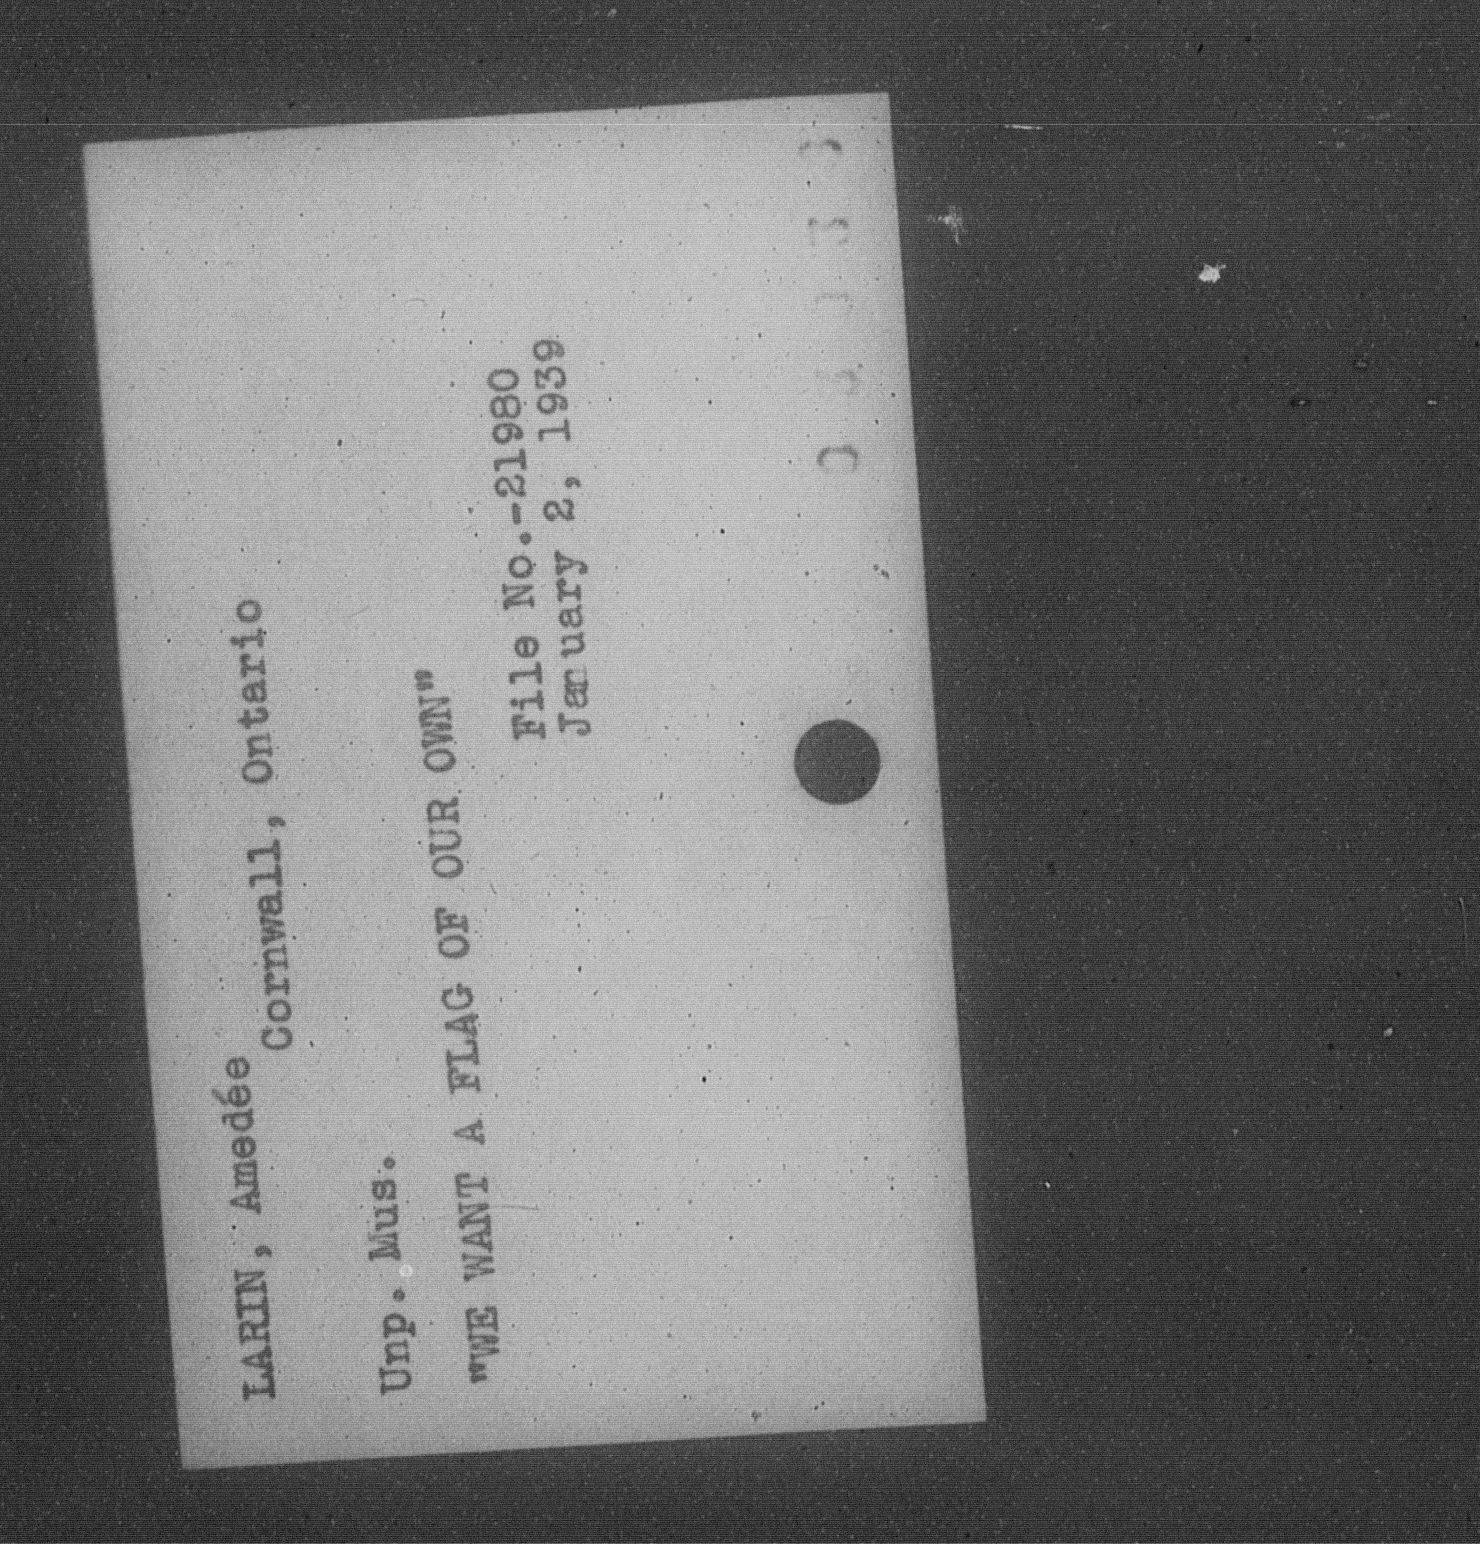 LARIN, Amedée
Cornwall, Ontario
Unp. Mus.
"WE WANT A FLAG OF OUR OWN"
File No.-21980
January 2, 1939